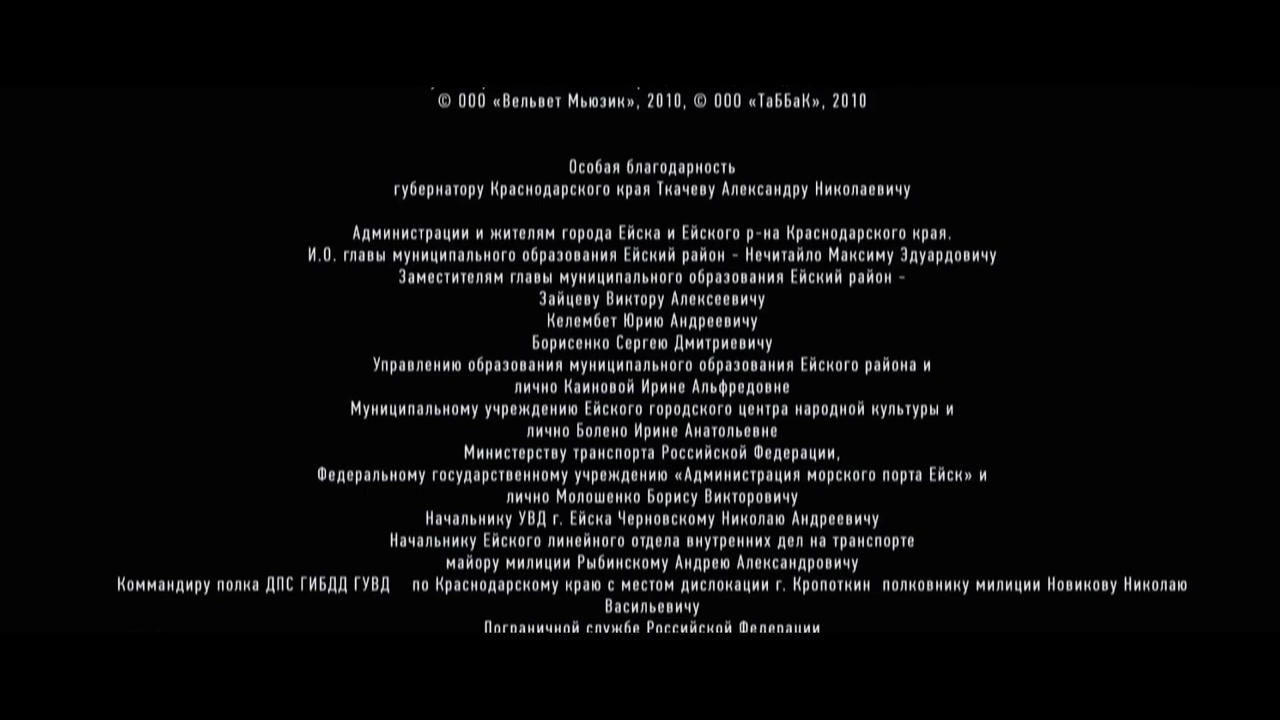 © ООО «Вельвет Мьюзик», 2010, © ООО «ТаББаК», 2010
Особая благодарность
губернатору Краснодарского края Ткачеву Александру Николаевичу
Администрации и жителям города Ейска и Ейского р-на Краснодарского края.
И.О. главы муниципального образования Ейский район - Нечитайло Максиму Эдуардовичу
Заместителям главы муниципального образования Ейский район -
Зайцеву Виктору Алексеевичу
Келембет Юрию Андреевичу
Борисенко Сергею Дмитриевичу
Управлению образования муниципального образования Ейского района и
лично Каиновой Ирине Альфредовне
Муниципальному учреждению Ейского городского центра народной культуры и
лично Болено Ирине Анатольевне
Министерству транспорта Российской Федерации,
Федеральному государственному учреждению «Администрация морского порта Ейск» и
лично Молошенко Борису Викторовичу
Начальнику УВД г. Ейска Черновскому Николаю Андреевичу
Начальнику Ейского линейного отдела внутренних дел на транспорте
майору милиции Рыбинскому Андрею Александровичу
Коммандиру полка ДПС ГИБДД ГУВД по Краснодарскому краю с местом дислокации г. Кропоткин полковнику милиции Новикову Николаю
Васильевичу
Пограничной службе Российской Федерации